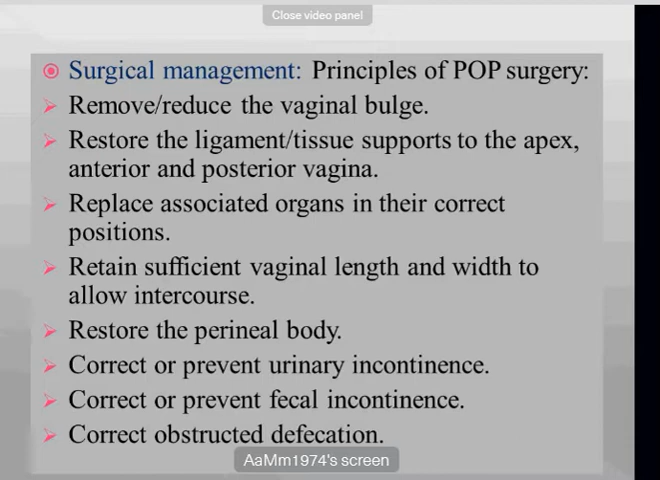 Close video panel
Surgical management: Principles of POP surgery:
Remove/reduce the vaginal bulge.
Restore the ligament/tissue supports to the apex,
anterior and posterior vagina.
Replace associated organs in their correct
positions.
Retain sufficient vaginal length and width to
allow intercourse.
Restore the perineal body.
Correct or prevent urinary incontinence.
Correct or prevent fecal incontinence.
Correct obstructed defecation.
AaMm1974's screen